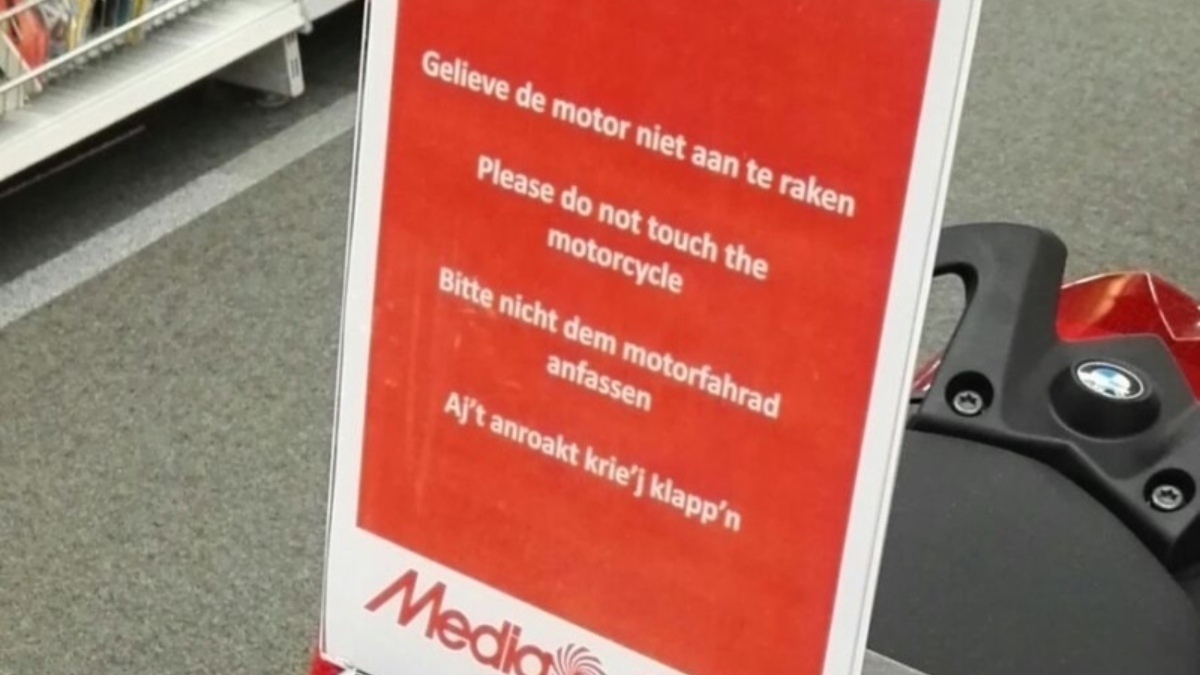 Gelieve de motor niet aan te raken
Please do not touch the
motorcycle
Bitte nicht dem motorfahrad
anfassen
Aj't anroakt krie'j klapp'n
Media